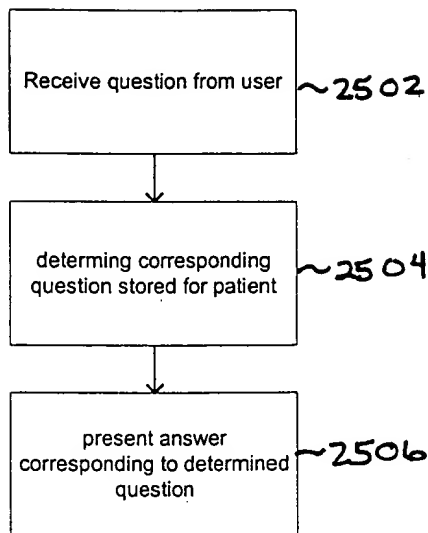 Receive question from user
2502
determing corresponding
question stored for patient
2504
present answer
corresponding to determined
question
2506